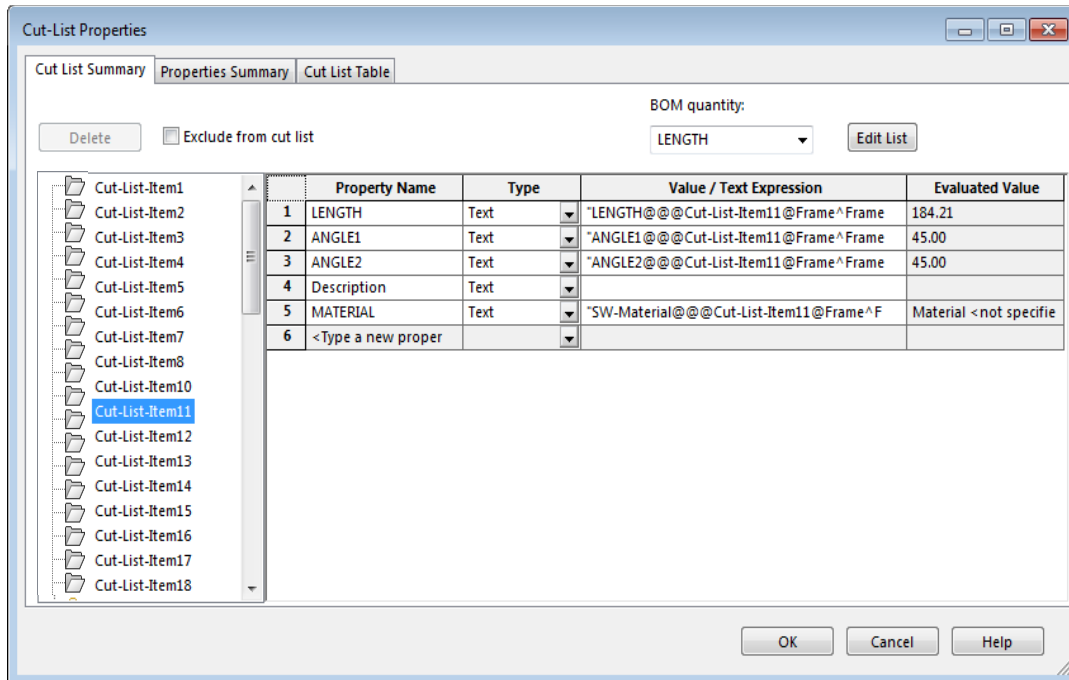 Cut-List Properties
Cut List Summary Properties Summary Cut List Table
BOM quantity:
Delete Exclude from cut list LENGTH Edit List
Cut-List-Item1
Cut-List-Item2
Cut-List-Item3
Cut-List-Item4
Cut-List-Item5
Cut-List-Item6
Cut-List-Item7
Cut-List-Item8
Cut-List-Item10
Cut-List-Item11
Cut-List-Item12
Cut-List-Item13
Cut-List-Item14
Cut-List-Item15
Cut-List-Item16
Cut-List-Item17
Cut-List-Item18
Property Name Type Value / Text Expression Evaluated Value
1 LENGTH Text "LENGTH@@@Cut-List-Item11@Frame^Frame 184.21
2 ANGLE1 Text "ANGLE1@@@Cut-List-Item11@Frame^Frame 45.00
3 ANGLE2 Text "ANGLE2@@@Cut-List-Item11@Frame^Frame 45.00
4 Description Text
5 MATERIAL Text "SW-Material@@@Cut-List-Item11@Frame^F Material <not specifie
6 <Type a new proper
OK Cancel Help